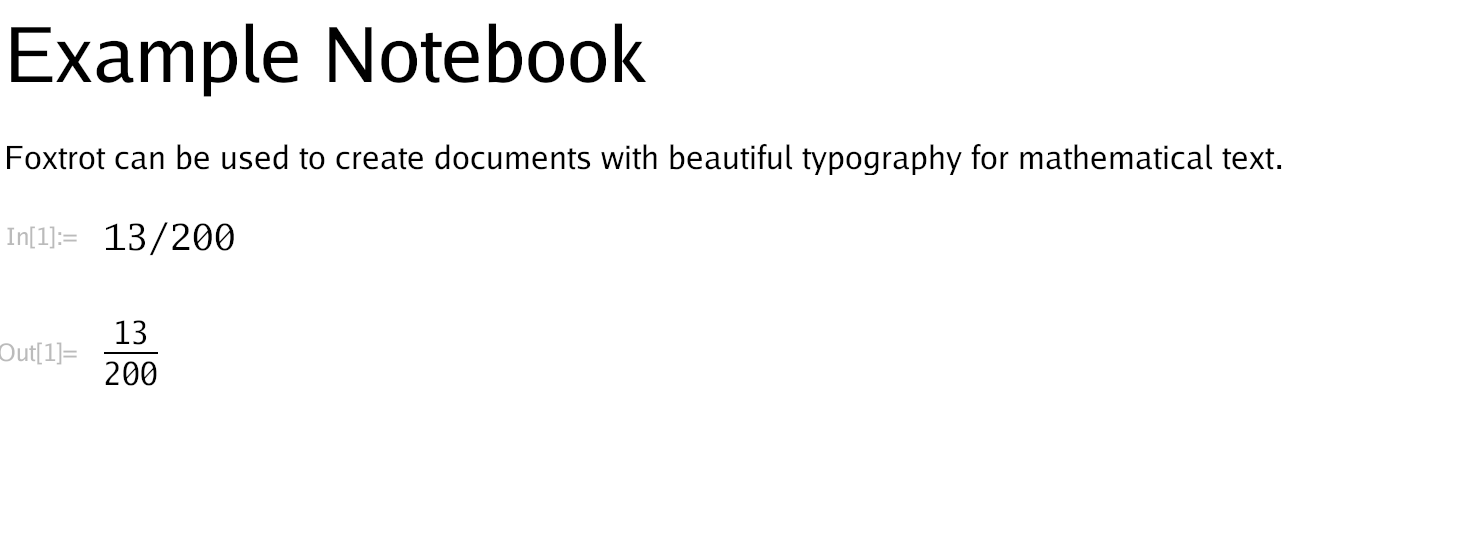 Example Notebook
Foxtrot can be used to create documents with beautiful typography for mathematical text.
In[1]:= 13/200
Out[1]= 13
200